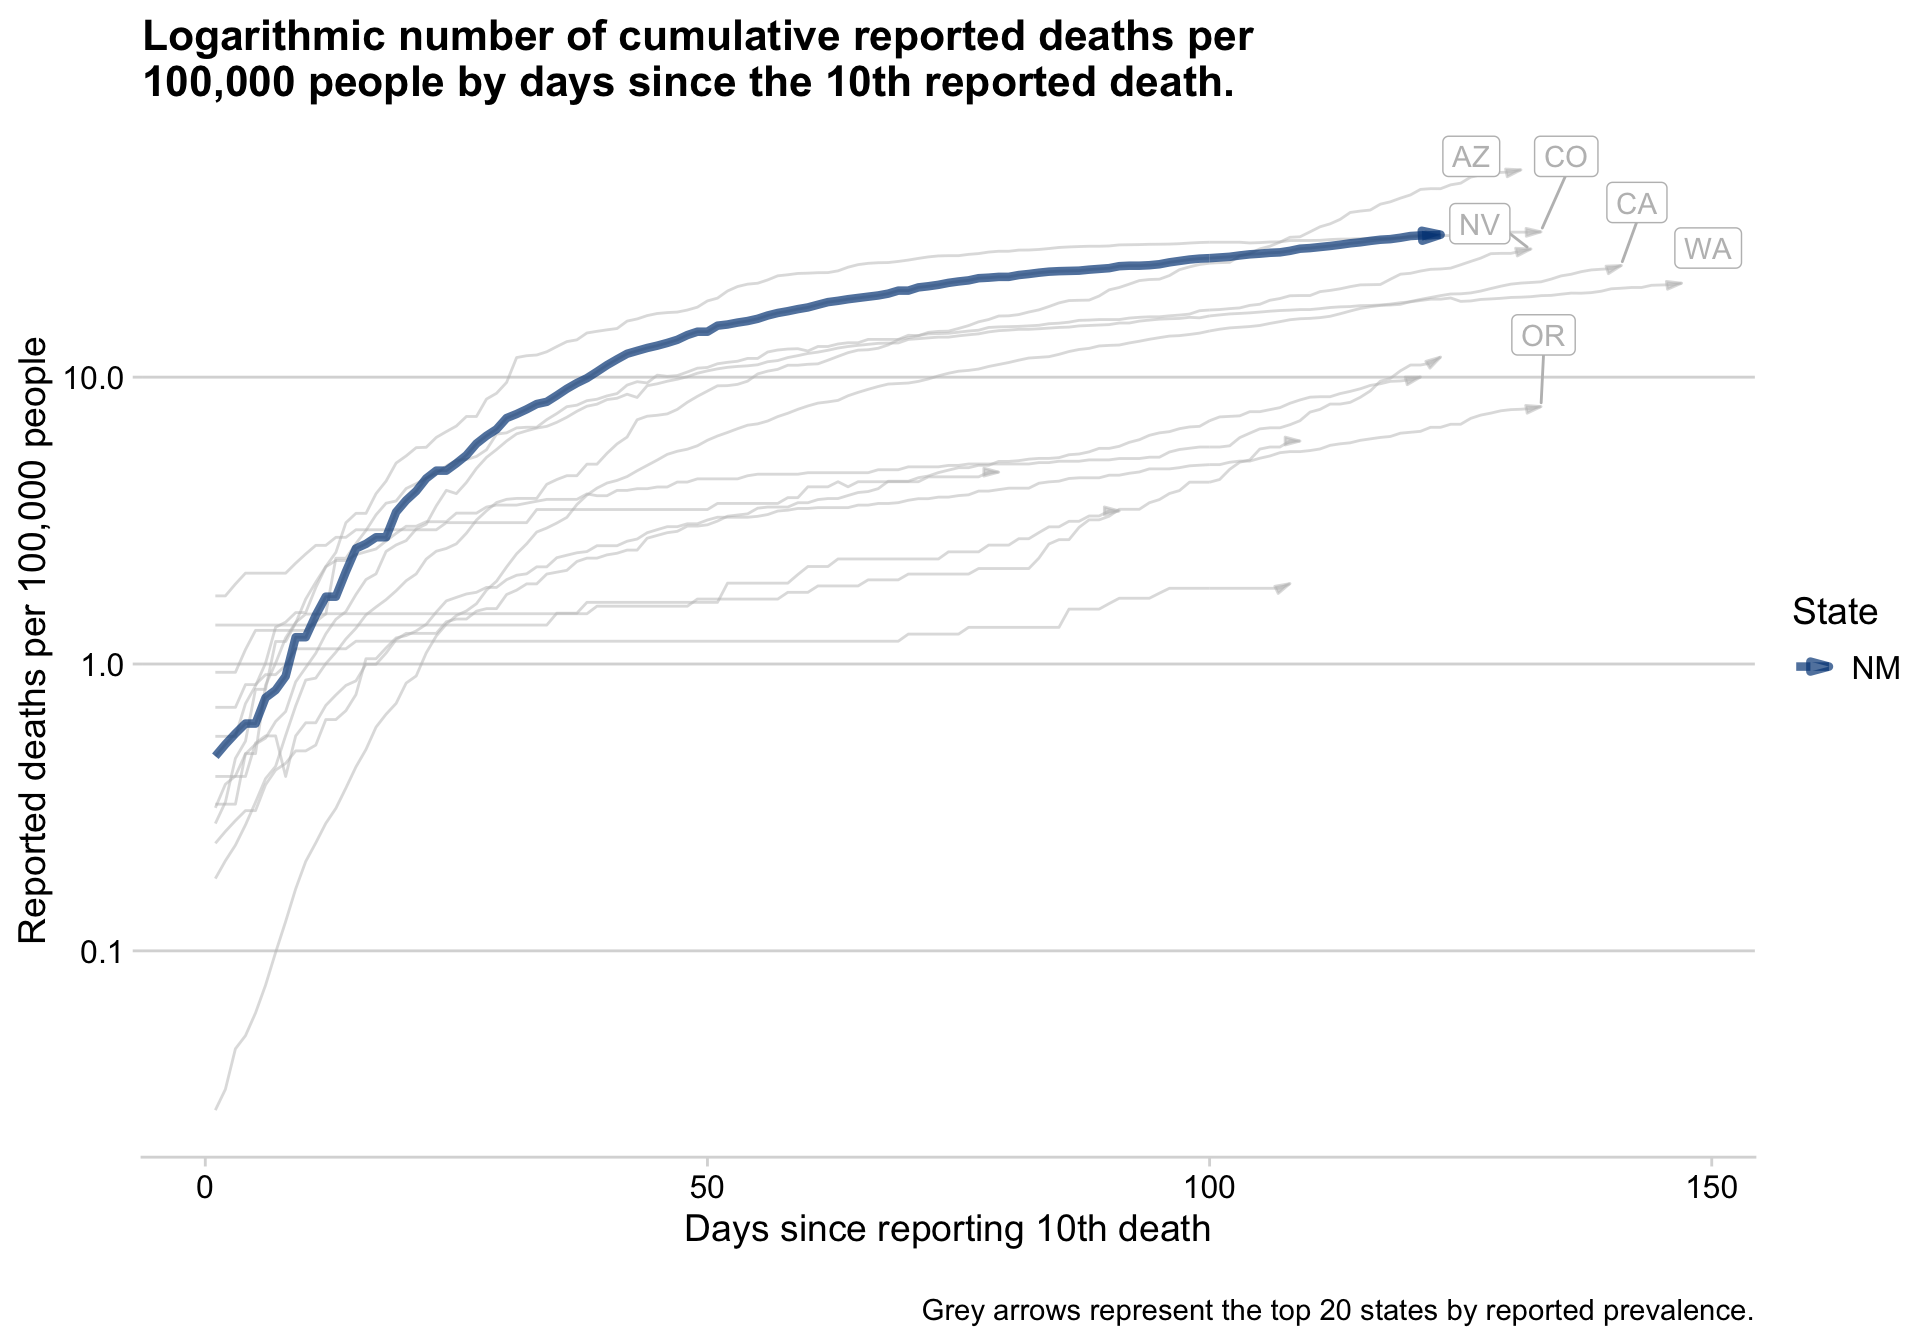 Logarithmic number of cumulative reported deaths per
100,000 people by days since the 10th reported death.
AZ
CO
CA
NV
WA
OR
Reported deaths per 100,000 people
10.0
1.0
0.1
State
NM
0
50
100
150
Days since reporting 10th death
Grey arrows represent the top 20 states by reported prevalence.